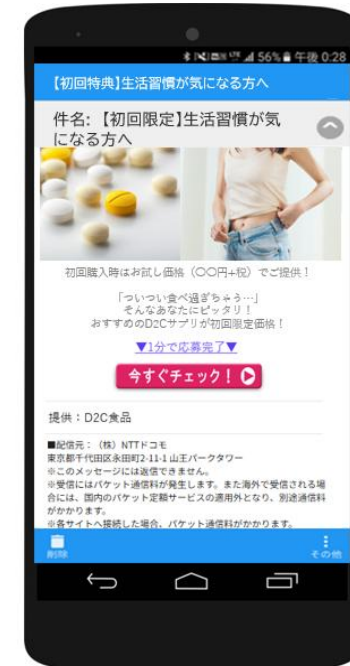 56% 午後 0:28
【初回特典】生活習慣が気になる方へ
件名:【初回限定】生活習慣が気
になる方へ
初回購入時はお試し価格（〇〇円+税）でご提供！
「ついつい食べ過ぎちゃう…」
そんなあなたにピッタリ！
おすすめのD2Cサプリが初回限定価格！
▼1分で応募完了▼
今すぐチェック！
提供：D2C食品
■配信元：（株）NTTドコモ
東京都千代田区永田町2-11-1 山王パークタワー
※このメッセージには返信できません。
※受信にはパケット通信料が発生します。また海外で受信される場
合には、国内のパケット定額サービスの適用外となり、別途通信料
がかかります。
※各サイトへ接続した場合、パケット通信料がかかります。
削除
その他